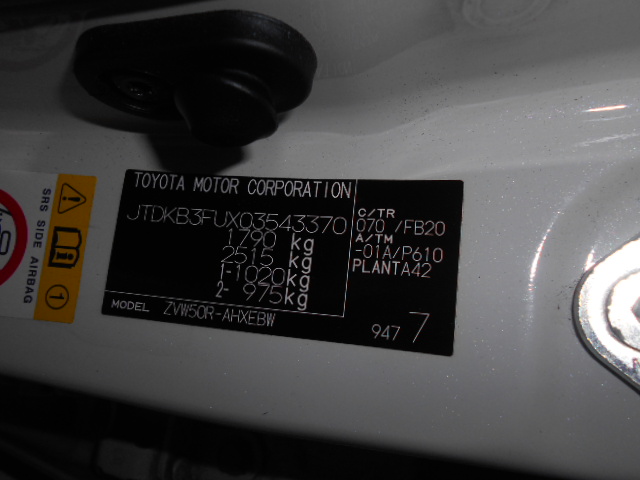 TOYOTA MOTOR CORPORATION
JTDKB3FUX03543370
1790 kg
2515 kg
1-1020kg
2- 975kg
MODEL ZVW50R-AHXEBW
C/TR
070 /FB20
A/TM
-01A/P610
PLANTA42
947 7
SRS SIDE AIRBAG
1